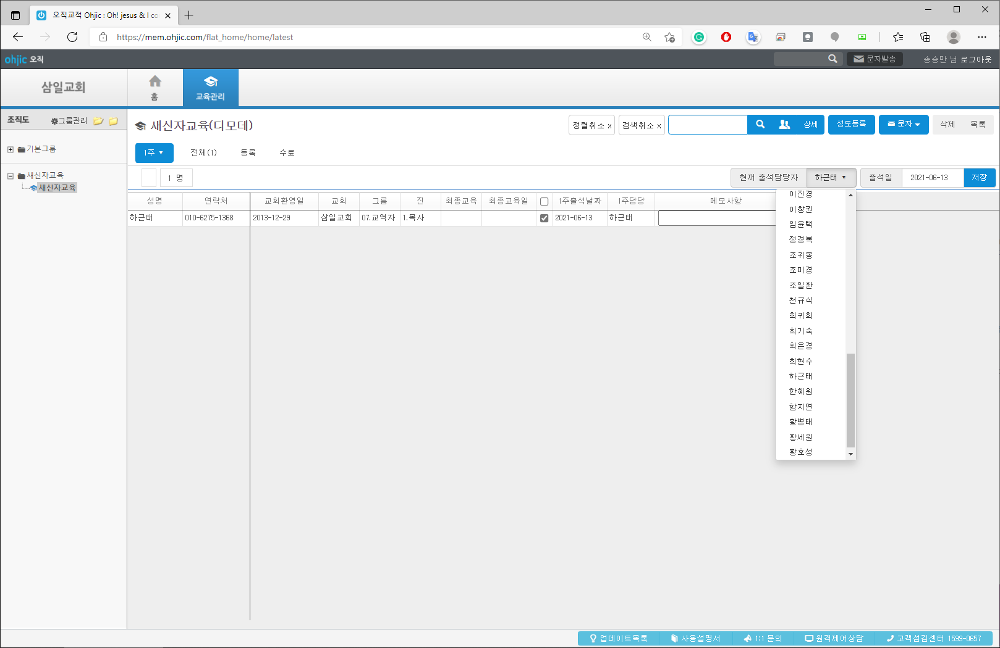 오직교적 Ohjic : Oh! jesus & I co
https://mem.ohjic.com/flat_home/home/latest
ohjic 오직
문자발송
송승만 님 로그아웃
삼일교회
홈
교육관리
조직도
그룹관리
기본그룹
새신자교육
새신자교육
새신자교육(디모데)
정렬취소 x
검색취소 x
상세
성도등록
문자
삭제
목록
1주 ▼
전체(1)
등록
수료
1 명
현재 출석담당자
하근태 ▼
출석일
2021-06-13
저장
성명 연락처 교회환영일 교회 그룹 진 최종교육 최종교육일 1주출석날짜 1주담당 메모사항
하근태 010-6275-1368 2013-12-29 삼일교회 07.교역자 1.목사 2021-06-13 하근태
이진경
이창권
임윤택
정경복
조귀봉
조미경
조일환
천규식
최귀희
최기숙
최은경
최현수
하근태
한혜원
함지연
황병태
황세원
황호성
업데이트목록
사용설명서
1:1 문의
원격제어상담
고객섬김센터 1599-0657